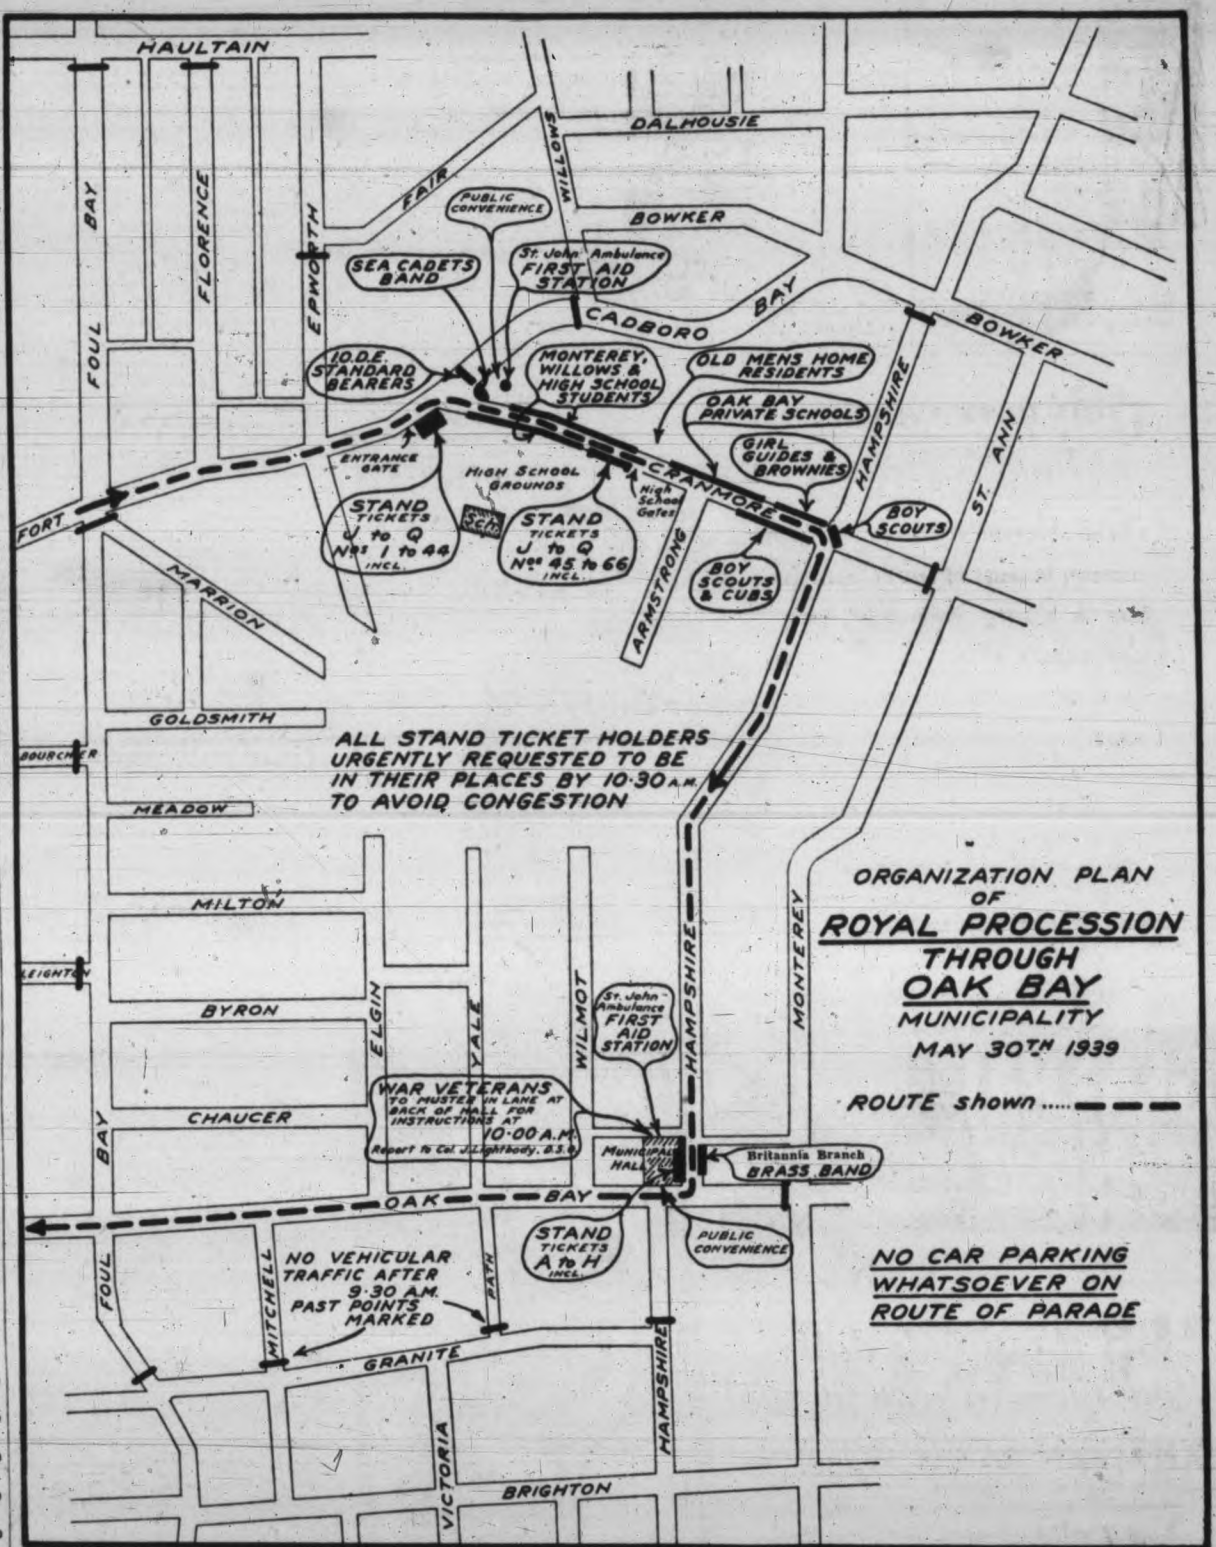 HAULTAIN
DALHOUSIE
FAIR
WILLOWS
FLORENCE
BAY
FOUL
EPWORTH
PUBLIC
CONVENIENCE
BOWKER
SEA CADETS
BAND
St. John Ambulance
FIRST AID
STATION
CADBORO
BAY
BOWKER
I.O.D.E.
STANDARD
BEARERS
MONTEREY,
WILLOWS &
HIGH SCHOOL
STUDENTS
OLD MENS HOME
RESIDENTS
OAK BAY
PRIVATE SCHOOLS
GIRL
GUIDES &
BROWNIES
HAMPSHIRE
ST. ANN
ENTRANCE
GATE
HIGH SCHOOL
GROUNDS
CRANMORE
High
School
Gates
BOY
SCOUTS
FORT
STAND
TICKETS
J to Q
Nos 1 to 44
INCL.
Sch.
STAND
TICKETS
J to Q
Nos 45 to 66
INCL.
ARMSTRONG
BOY
SCOUTS
& CUBS
MARRION
GOLDSMITH
BOURCHIER
ALL STAND TICKET HOLDERS
URGENTLY REQUESTED TO BE
IN THEIR PLACES BY 10·30 A.M.
TO AVOID CONGESTION
MEADOW
MILTON
ORGANIZATION PLAN
OF
ROYAL PROCESSION
THROUGH
OAK BAY
MUNICIPALITY
MAY 30TH 1939
ROUTE shown .....
LEIGHTON
BYRON
ELGIN
YALE
WILMOT
HAMPSHIRE
MONTEREY
St. John
Ambulance
FIRST
AID
STATION
CHAUCER
WAR VETERANS
TO MUSTER IN LANE AT
BACK OF HALL FOR
INSTRUCTIONS AT
10·00 A.M.
Report to Col. J. Lightbody, D.S.O.
MUNICIPAL
HALL
Britannia Branch
BRASS BAND
BAY
OAK BAY
STAND
TICKETS
A to H
INCL.
PUBLIC
CONVENIENCE
FOUL
MITCHELL
NO VEHICULAR
TRAFFIC AFTER
9·30 A.M.
PAST POINTS
MARKED
PATH
NO CAR PARKING
WHATSOEVER ON
ROUTE OF PARADE
GRANITE
HAMPSHIRE
VICTORIA
BRIGHTON